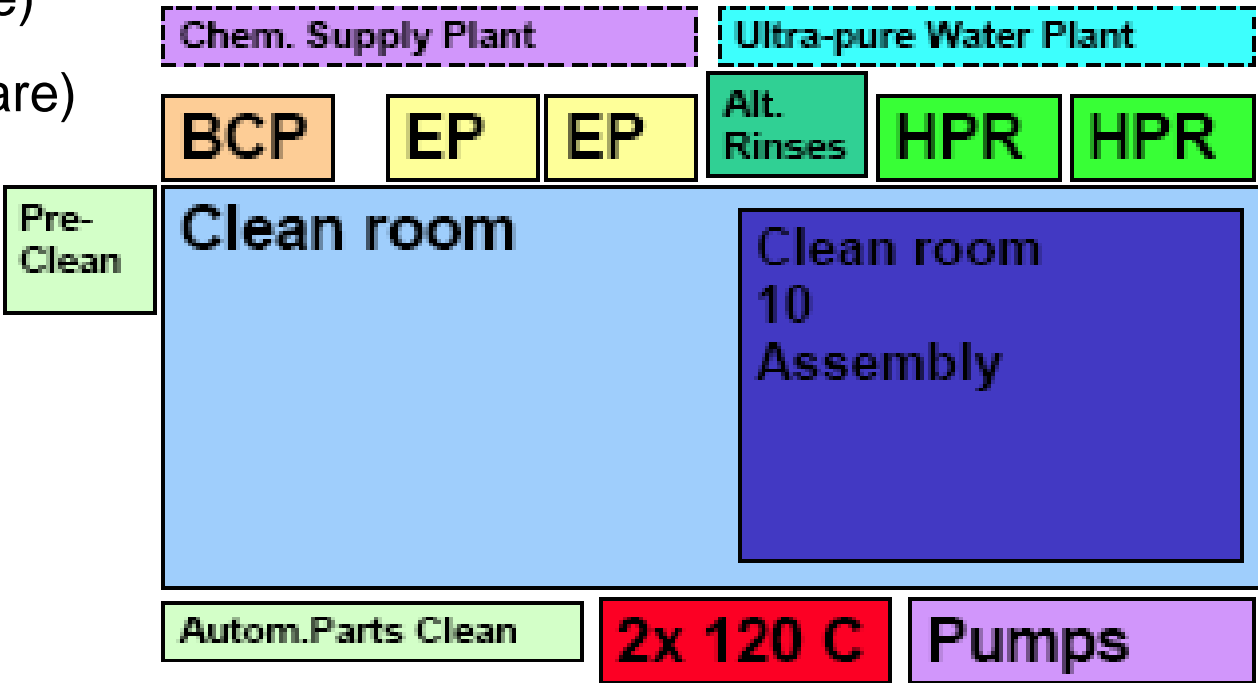 e)
are)
Chem. Supply Plant
Ultra-pure Water Plant
BCP
EP
EP
Alt.
Rinses
HPR
HPR
Pre-
Clean
Clean room
Clean room
10
Assembly
Autom.Parts Clean
2x 120 C
Pumps